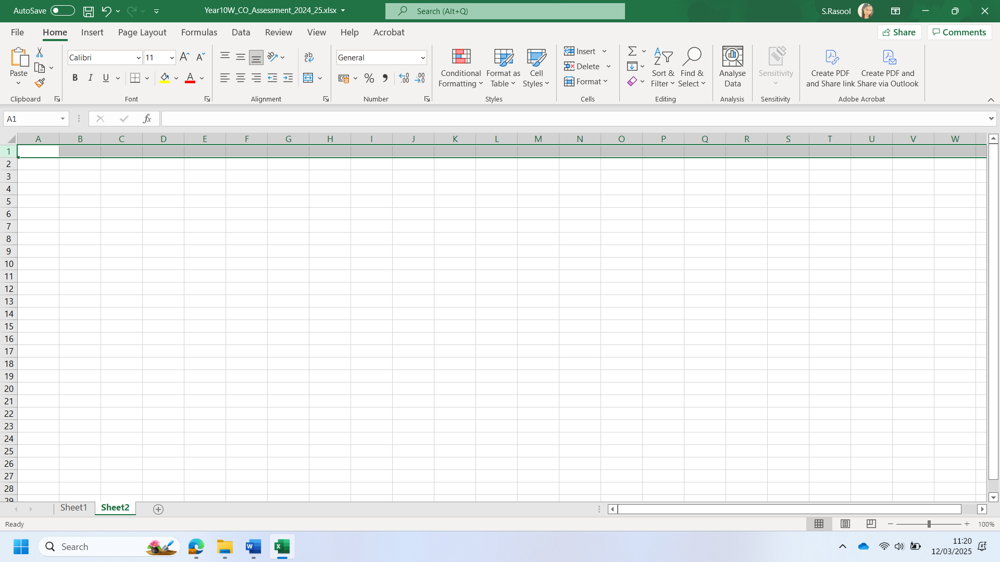 AutoSave
Year10W_CO_Assessment_2024_25.xlsx
Search (Alt+Q)
S.Rasool
File Home Insert Page Layout Formulas Data Review View Help Acrobat
Share Comments
Paste
Calibri 11
B I U
ab
General
Conditional Formatting
Format as Table
Cell Styles
Insert
Delete
Format
Sort & Filter
Find & Select
Analyse Data
Sensitivity
Create PDF and Share link
Create PDF and Share via Outlook
Clipboard Font Alignment Number Styles Cells Editing Analysis Sensitivity Adobe Acrobat
A1
fx
A B C D E F G H I J K L M N O P Q R S T U V W
1
2
3
4
5
6
7
8
9
10
11
12
13
14
15
16
17
18
19
20
21
22
23
24
25
26
27
28
29
Sheet1 Sheet2
Ready
100%
Search
11:20
12/03/2025